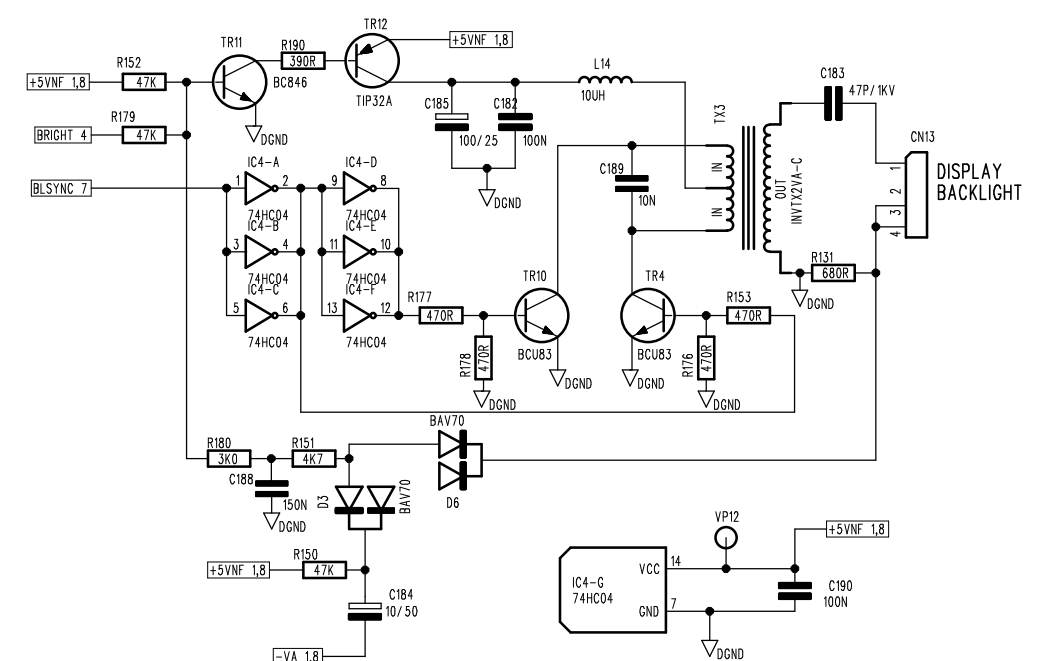 TR12
TR11
R190
+5VNF 1,8
R152
390R
+5VNF 1,8
47K
BC846
TIP32A
L14
10UH
C185
C182
100/25
100N
C183
47P/1KV
R179
BRIGHT 4
47K
DGND
TX3
CN13
DISPLAY
BACKLIGHT
1
2
3
4
IC4-A
IC4-D
BLSYNC 7
1
2
9
8
74HC04
74HC04
IC4-B
IC4-E
3
4
11
10
74HC04
74HC04
IC4-C
IC4-F
5
6
13
12
74HC04
74HC04
DGND
C189
10N
IN
IN
OUT
INVTX2VA-C
R131
680R
DGND
R177
470R
TR10
TR4
R153
470R
BCU83
BCU83
R178
470R
R176
470R
DGND
DGND
DGND
DGND
BAV70
R180
3K0
R151
4K7
C188
150N
DGND
D3
BAV70
D6
R150
+5VNF 1,8
47K
C184
10/50
-VA 1,8
VP12
+5VNF 1,8
VCC
14
IC4-G
74HC04
GND
7
C190
100N
DGND